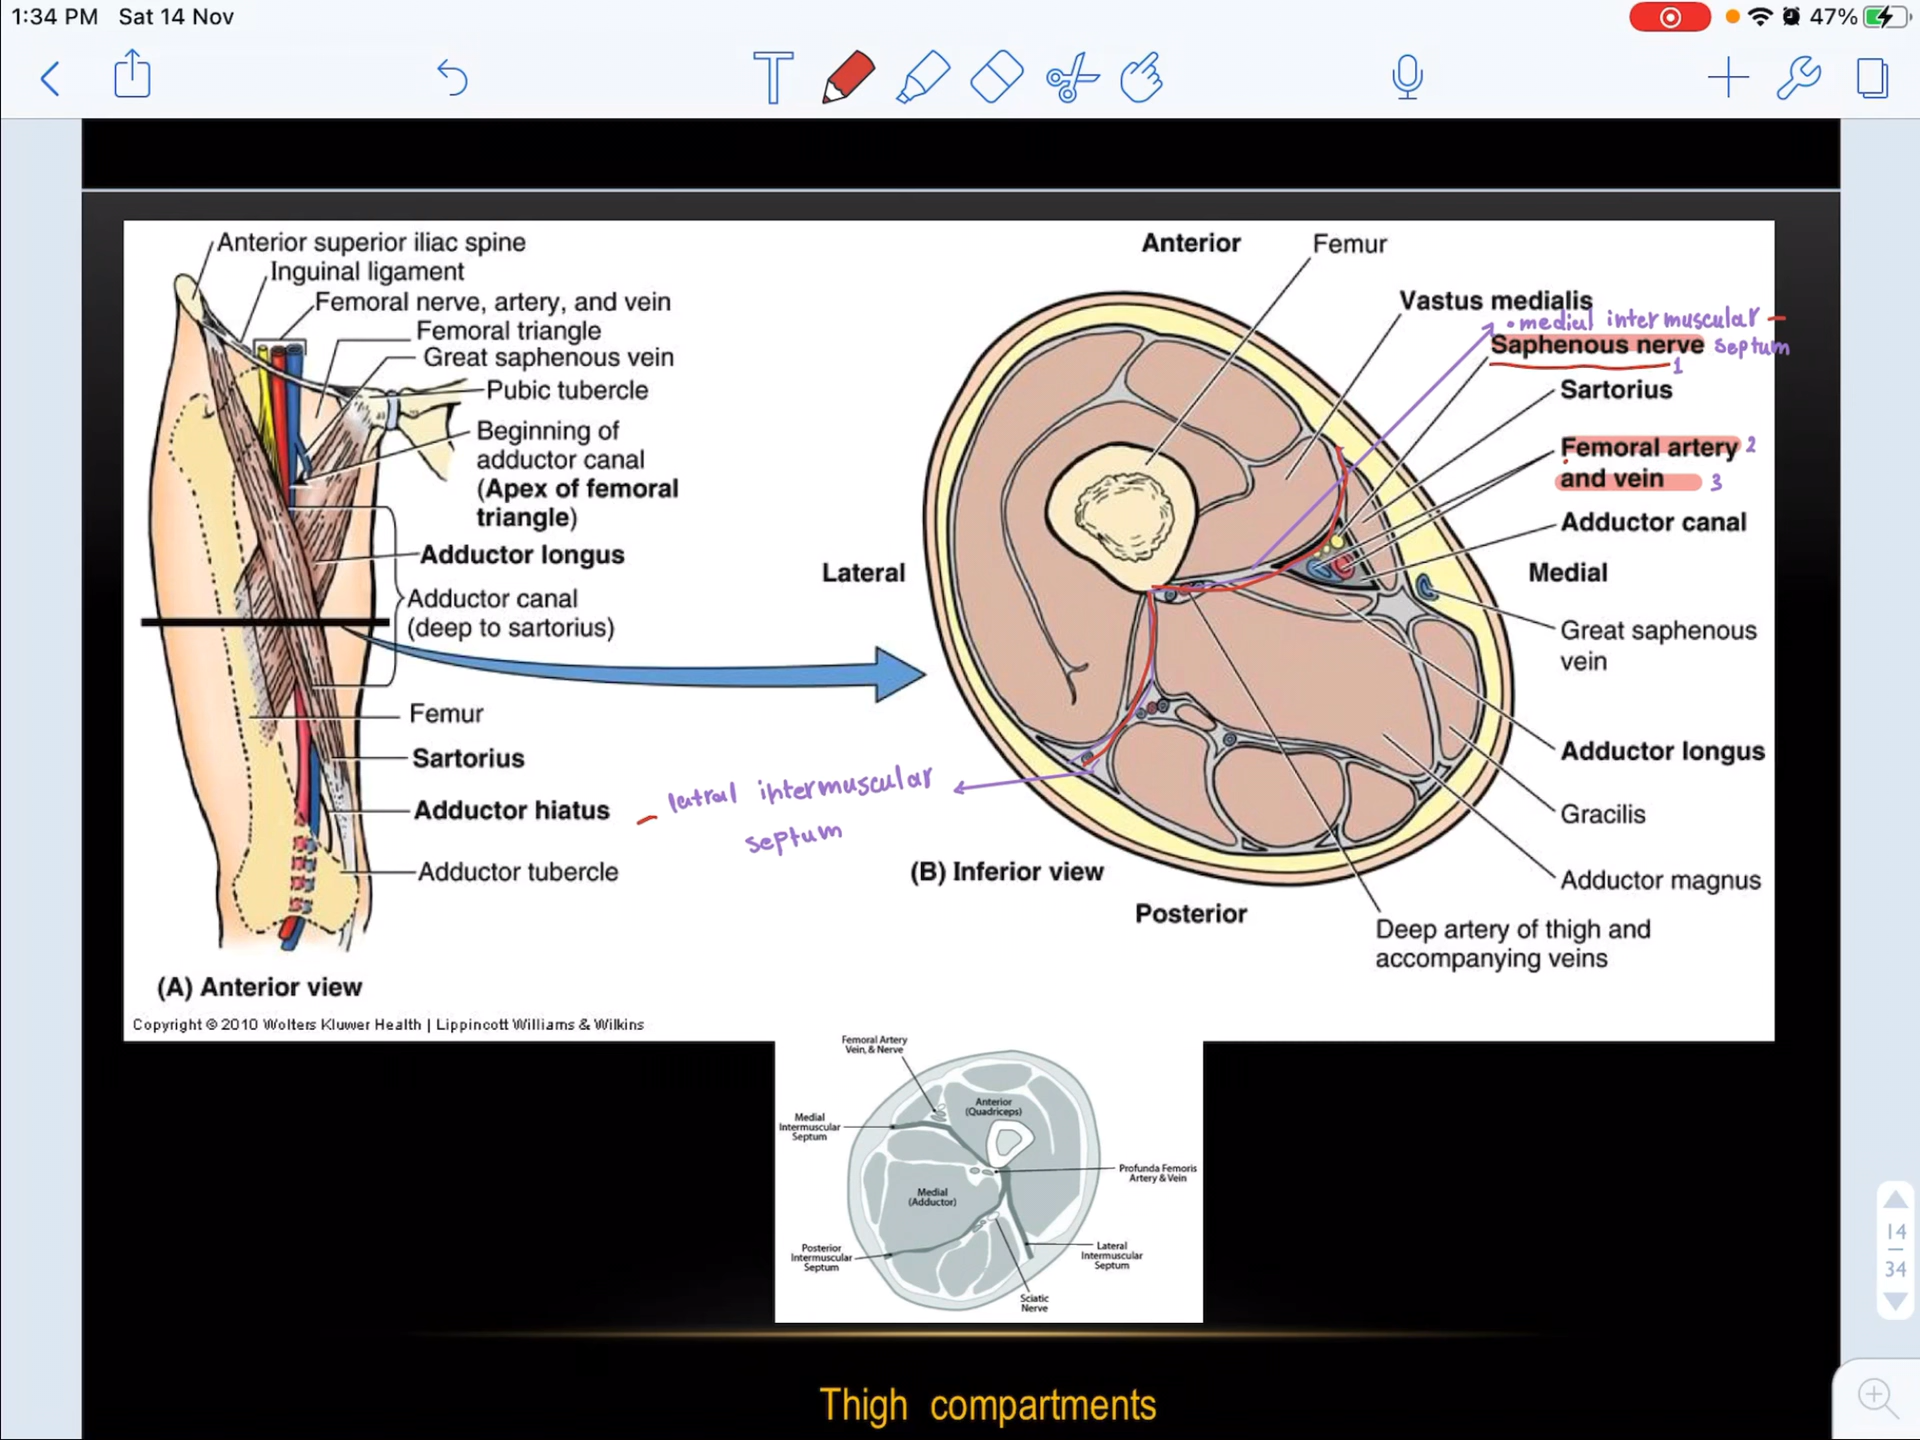 1:34 PM Sat 14 Nov
47%
T
Anterior superior iliac spine
Inguinal ligament
Femoral nerve, artery, and vein
Femoral triangle
Great saphenous vein
Pubic tubercle
Beginning of
adductor canal
(Apex of femoral
triangle)
Adductor longus
Adductor canal
(deep to sartorius)
Femur
Sartorius
Adductor hiatus
Adductor tubercle
(A) Anterior view
Copyright © 2010 Wolters Kluwer Health | Lippincott Williams & Wilkins
Anterior
Femur
Vastus medialis
• medial intermuscular -
septum
Saphenous nerve
1
Sartorius
Femoral artery 2
and vein 3
Adductor canal
Lateral
Medial
Great saphenous
vein
Adductor longus
Gracilis
Adductor magnus
Deep artery of thigh and
accompanying veins
- latral intermuscular
septum
(B) Inferior view
Posterior
Femoral Artery
Vein, & Nerve
Anterior
(Quadriceps)
Medial
Intermuscular
Septum
Profunda Femoris
Artery & Vein
Medial
(Adductor)
Posterior
Intermuscular
Septum
Lateral
Intermuscular
Septum
Sciatic
Nerve
14
34
Thigh compartments